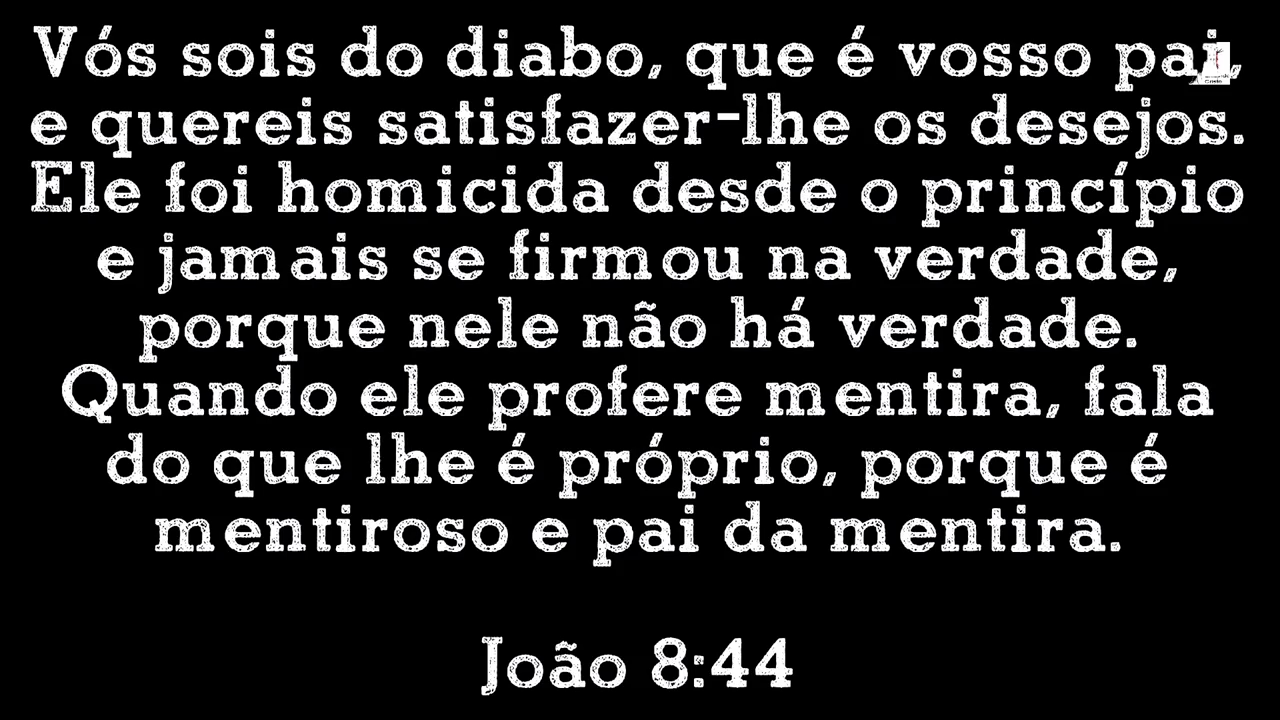 Vós sois do diabo, que é vosso pai,
e quereis satisfazer-lhe os desejos.
Ele foi homicida desde o princípio
e jamais se firmou na verdade,
porque nele não há verdade.
Quando ele profere mentira, fala
do que lhe é próprio, porque é
mentiroso e pai da mentira.
João 8:44